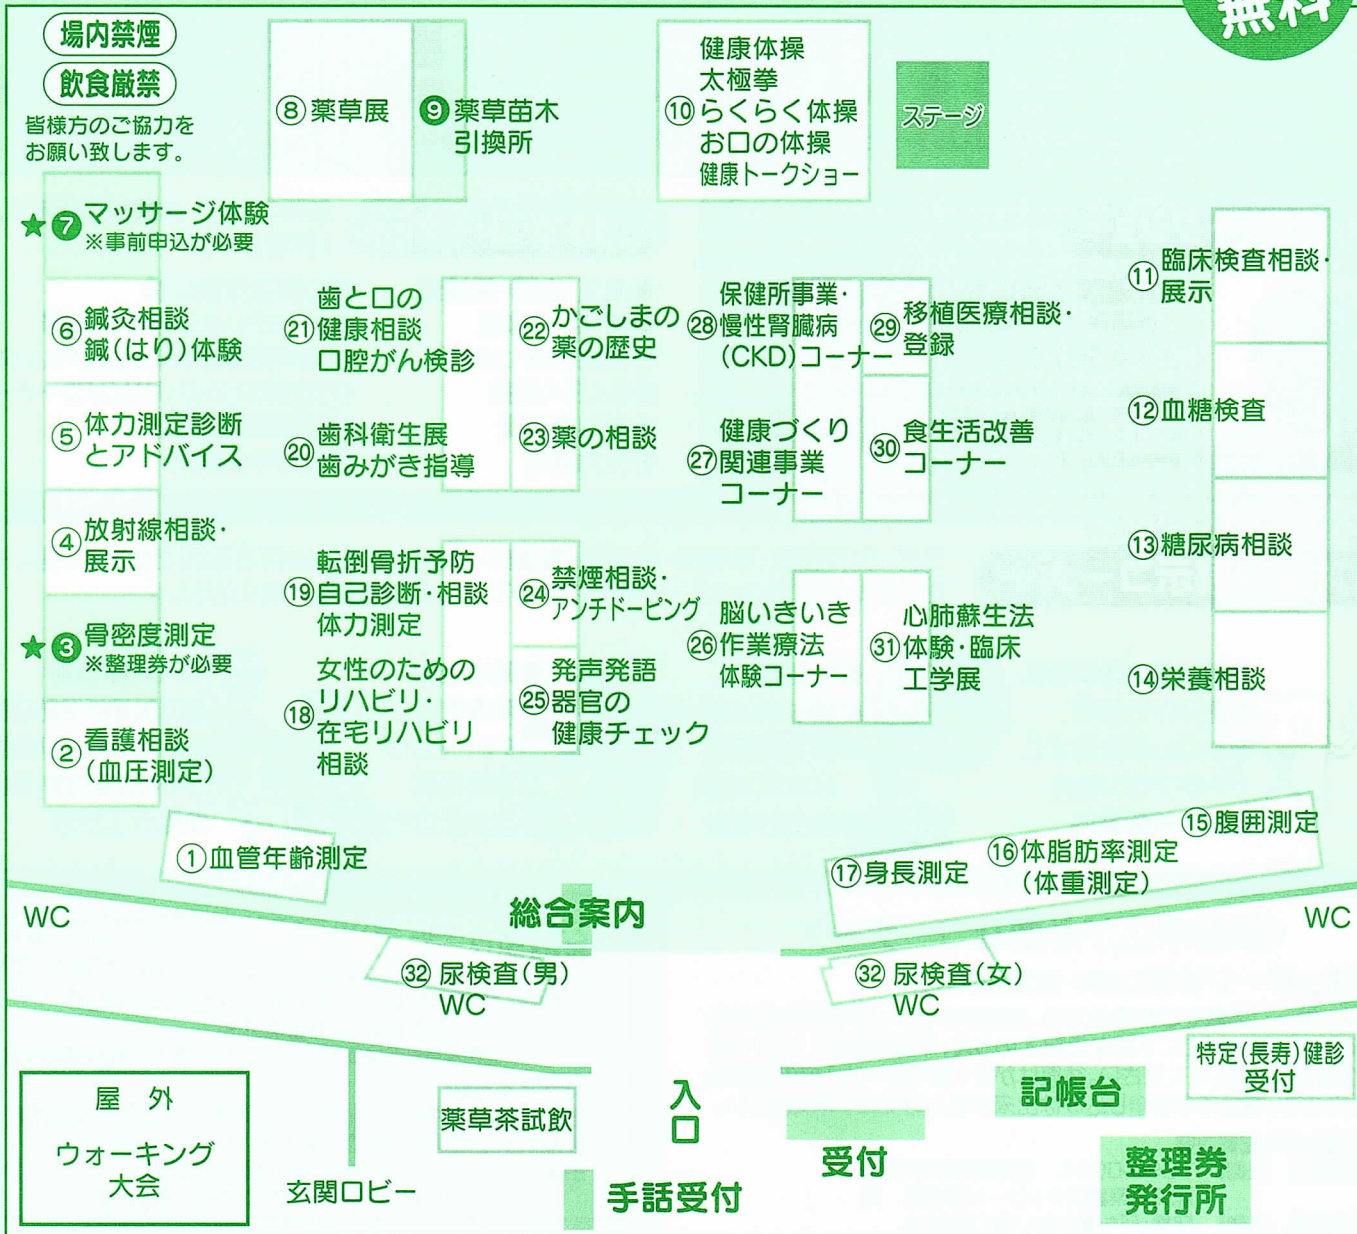 無料
場内禁煙
飲食厳禁
皆様方のご協力を
お願い致します。
⑧薬草展
❾薬草苗木
引換所
健康体操
太極拳
⑩らくらく体操
お口の体操
健康トークショー
ステージ
★❼マッサージ体験
※事前申込が必要
⑥鍼灸相談
鍼(はり)体験
⑤体力測定診断
とアドバイス
④放射線相談・
展示
★❸骨密度測定
※整理券が必要
②看護相談
(血圧測定)
①血管年齢測定
歯と口の
㉑健康相談
口腔がん検診
⑳歯科衛生展
歯みがき指導
㉒かごしまの
薬の歴史
㉓薬の相談
転倒骨折予防
⑲自己診断・相談
体力測定
女性のための
リハビリ・
⑱在宅リハビリ
相談
㉔禁煙相談・
アンチドーピング
発声発語
㉕器官の
健康チェック
保健所事業・
㉘慢性腎臓病
(CKD)コーナー
㉙移植医療相談・
登録
健康づくり
㉗関連事業
コーナー
㉚食生活改善
コーナー
脳いきいき
㉖作業療法
体験コーナー
心肺蘇生法
㉛体験・臨床
工学展
⑪臨床検査相談・
展示
⑫血糖検査
⑬糖尿病相談
⑭栄養相談
⑮腹囲測定
⑯体脂肪率測定
(体重測定)
⑰身長測定
WC
総合案内
WC
㉜尿検査(男)
WC
㉜尿検査(女)
WC
屋 外
ウォーキング
大会
玄関ロビー
薬草茶試飲
手話受付
入口
受付
記帳台
特定(長寿)健診
受付
整理券
発行所